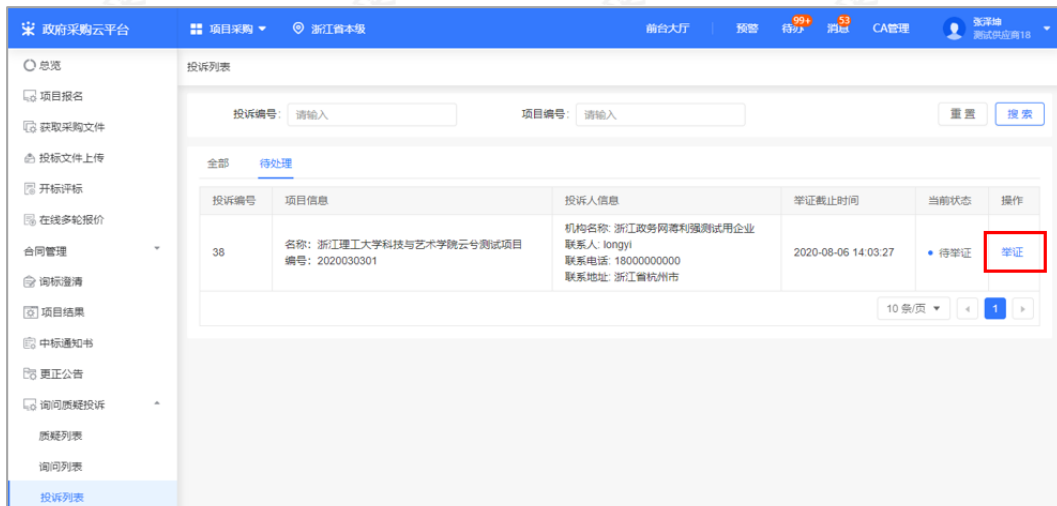 政府采购云平台 项目采购 浙江省本级 前台大厅 预警 待办 99+ 消息 53 CA管理 张泽灿
测试供应商18
总览
投诉列表
项目报名
投诉编号: 请输入 项目编号: 请输入 重置 搜索
获取采购文件
投标文件上传
全部 待处理
开标评标
投诉编号 项目信息 投诉人信息 举证截止时间 当前状态 操作
在线多轮报价
机构名称: 浙江政务网蒋利强测试用企业
38 名称: 浙江理工大学科技与艺术学院云兮测试项目 联系人: longyi 2020-08-06 14:03:27 待举证 举证
编号: 2020030301 联系电话: 18000000000
联系地址: 浙江省杭州市
合同管理
询标澄清
项目结果
10 条/页 1
中标通知书
更正公告
询问质疑投诉
质疑列表
询问列表
投诉列表